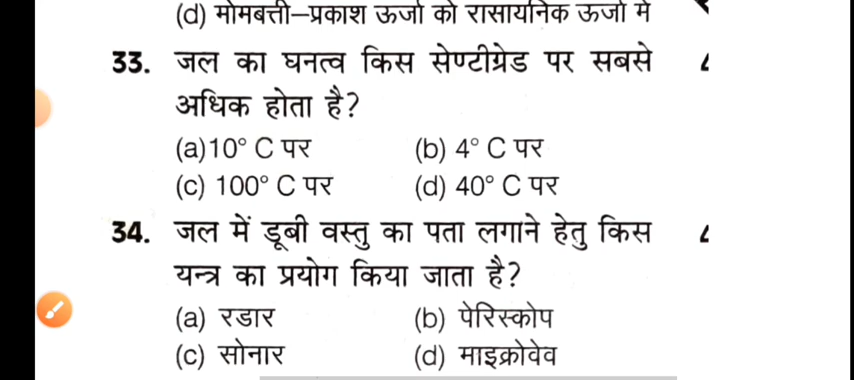 (d) मोमबत्ती–प्रकाश ऊर्जा को रासायनिक ऊर्जा में
33. जल का घनत्व किस सेण्टीग्रेड पर सबसे
अधिक होता है?
(a)10° C पर (b) 4° C पर
(c) 100° C पर (d) 40° C पर
34. जल में डूबी वस्तु का पता लगाने हेतु किस
यन्त्र का प्रयोग किया जाता है?
(a) रडार (b) पेरिस्कोप
(c) सोनार (d) माइक्रोवेव